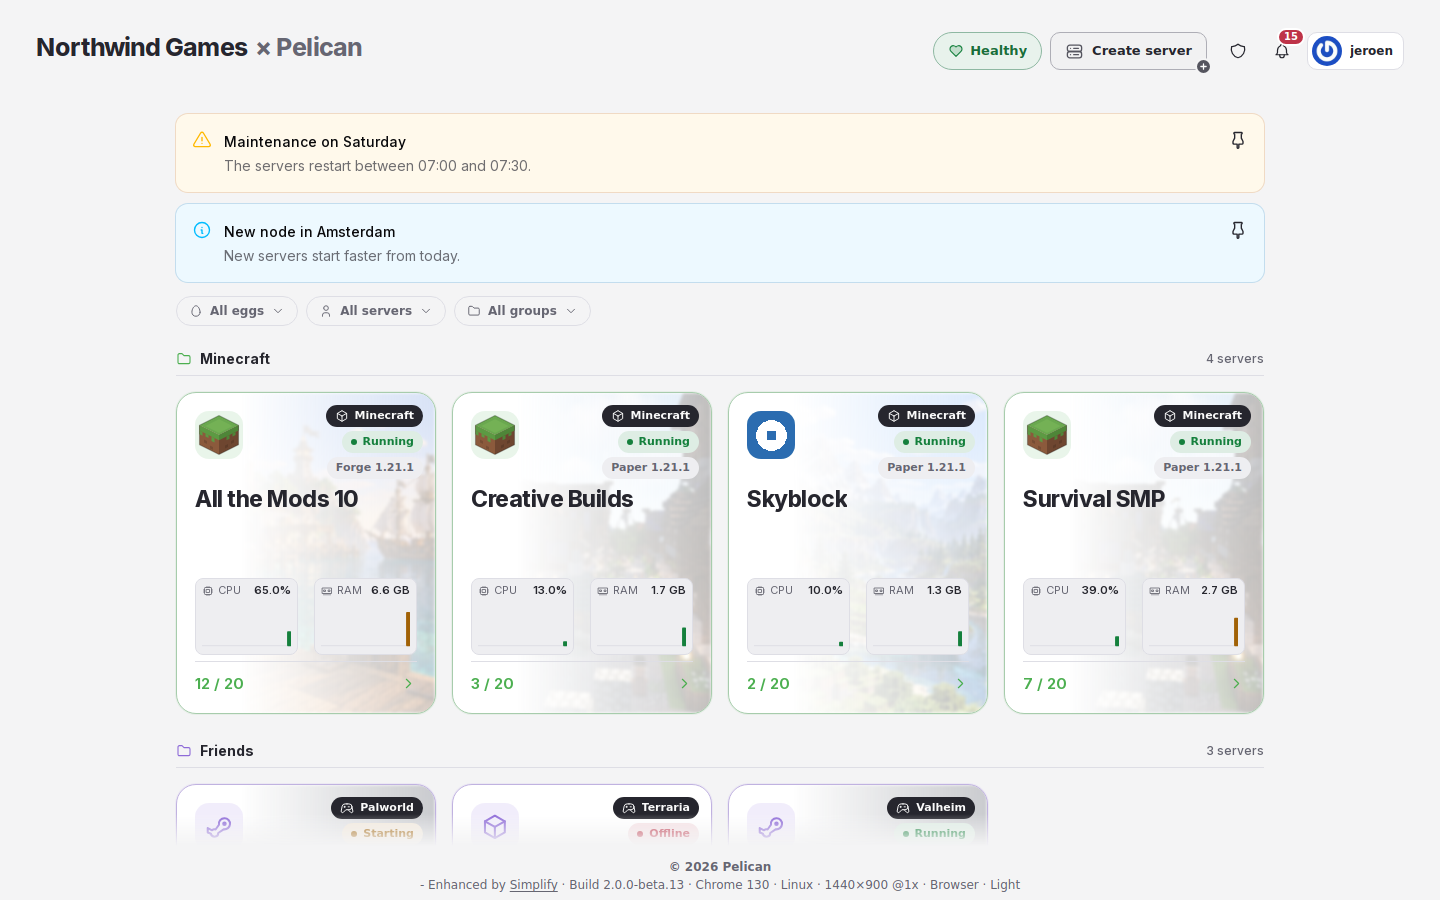 Northwind Games × Pelican
Healthy
Create server
15
jeroen
Maintenance on Saturday
The servers restart between 07:00 and 07:30.
New node in Amsterdam
New servers start faster from today.
All eggs
All servers
All groups
Minecraft
4 servers
Minecraft
Running
Forge 1.21.1
All the Mods 10
CPU 65.0%
RAM 6.6 GB
12 / 20
Minecraft
Running
Paper 1.21.1
Creative Builds
CPU 13.0%
RAM 1.7 GB
3 / 20
Minecraft
Running
Paper 1.21.1
Skyblock
CPU 10.0%
RAM 1.3 GB
2 / 20
Minecraft
Running
Paper 1.21.1
Survival SMP
CPU 39.0%
RAM 2.7 GB
7 / 20
Friends
3 servers
Palworld
Starting
Terraria
Offline
Valheim
Running
© 2026 Pelican
- Enhanced by Simplify · Build 2.0.0-beta.13 · Chrome 130 · Linux · 1440×900 @1x · Browser · Light